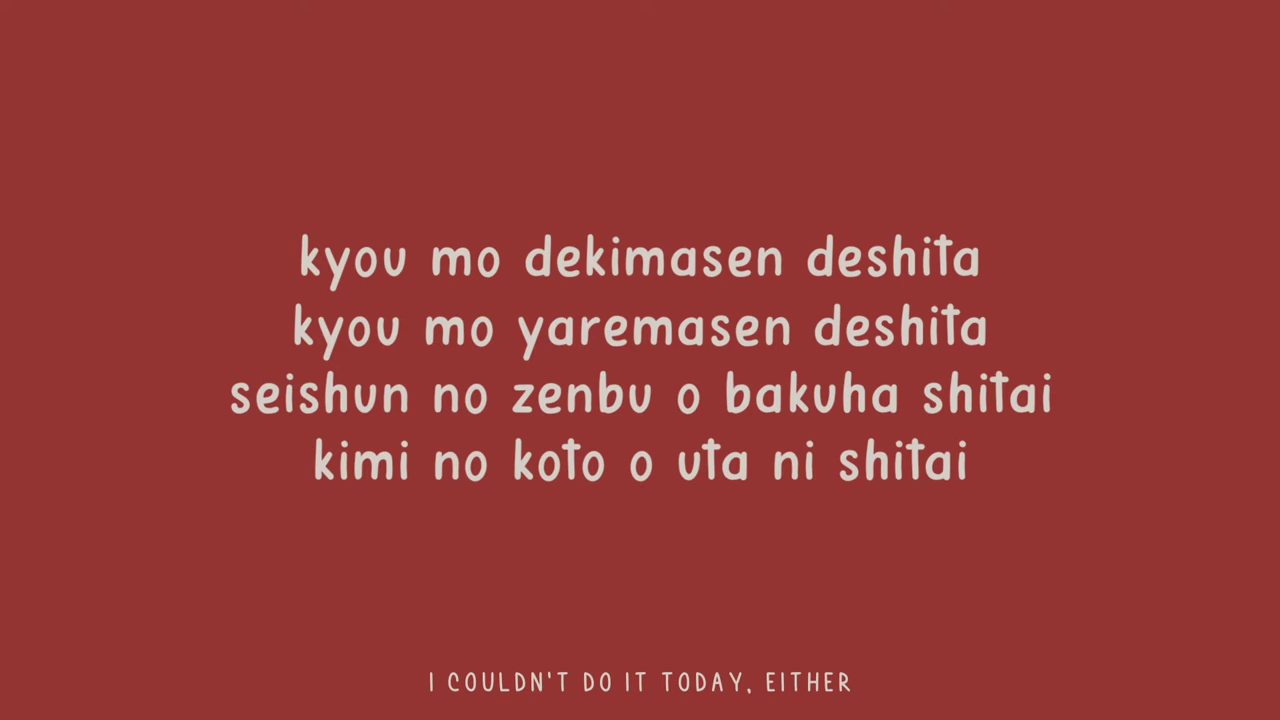 kyou mo dekimasen deshita
kyou mo yaremasen deshita
seishun no zenbu o bakuha shitai
kimi no koto o uta ni shitai
I COULDN'T DO IT TODAY, EITHER